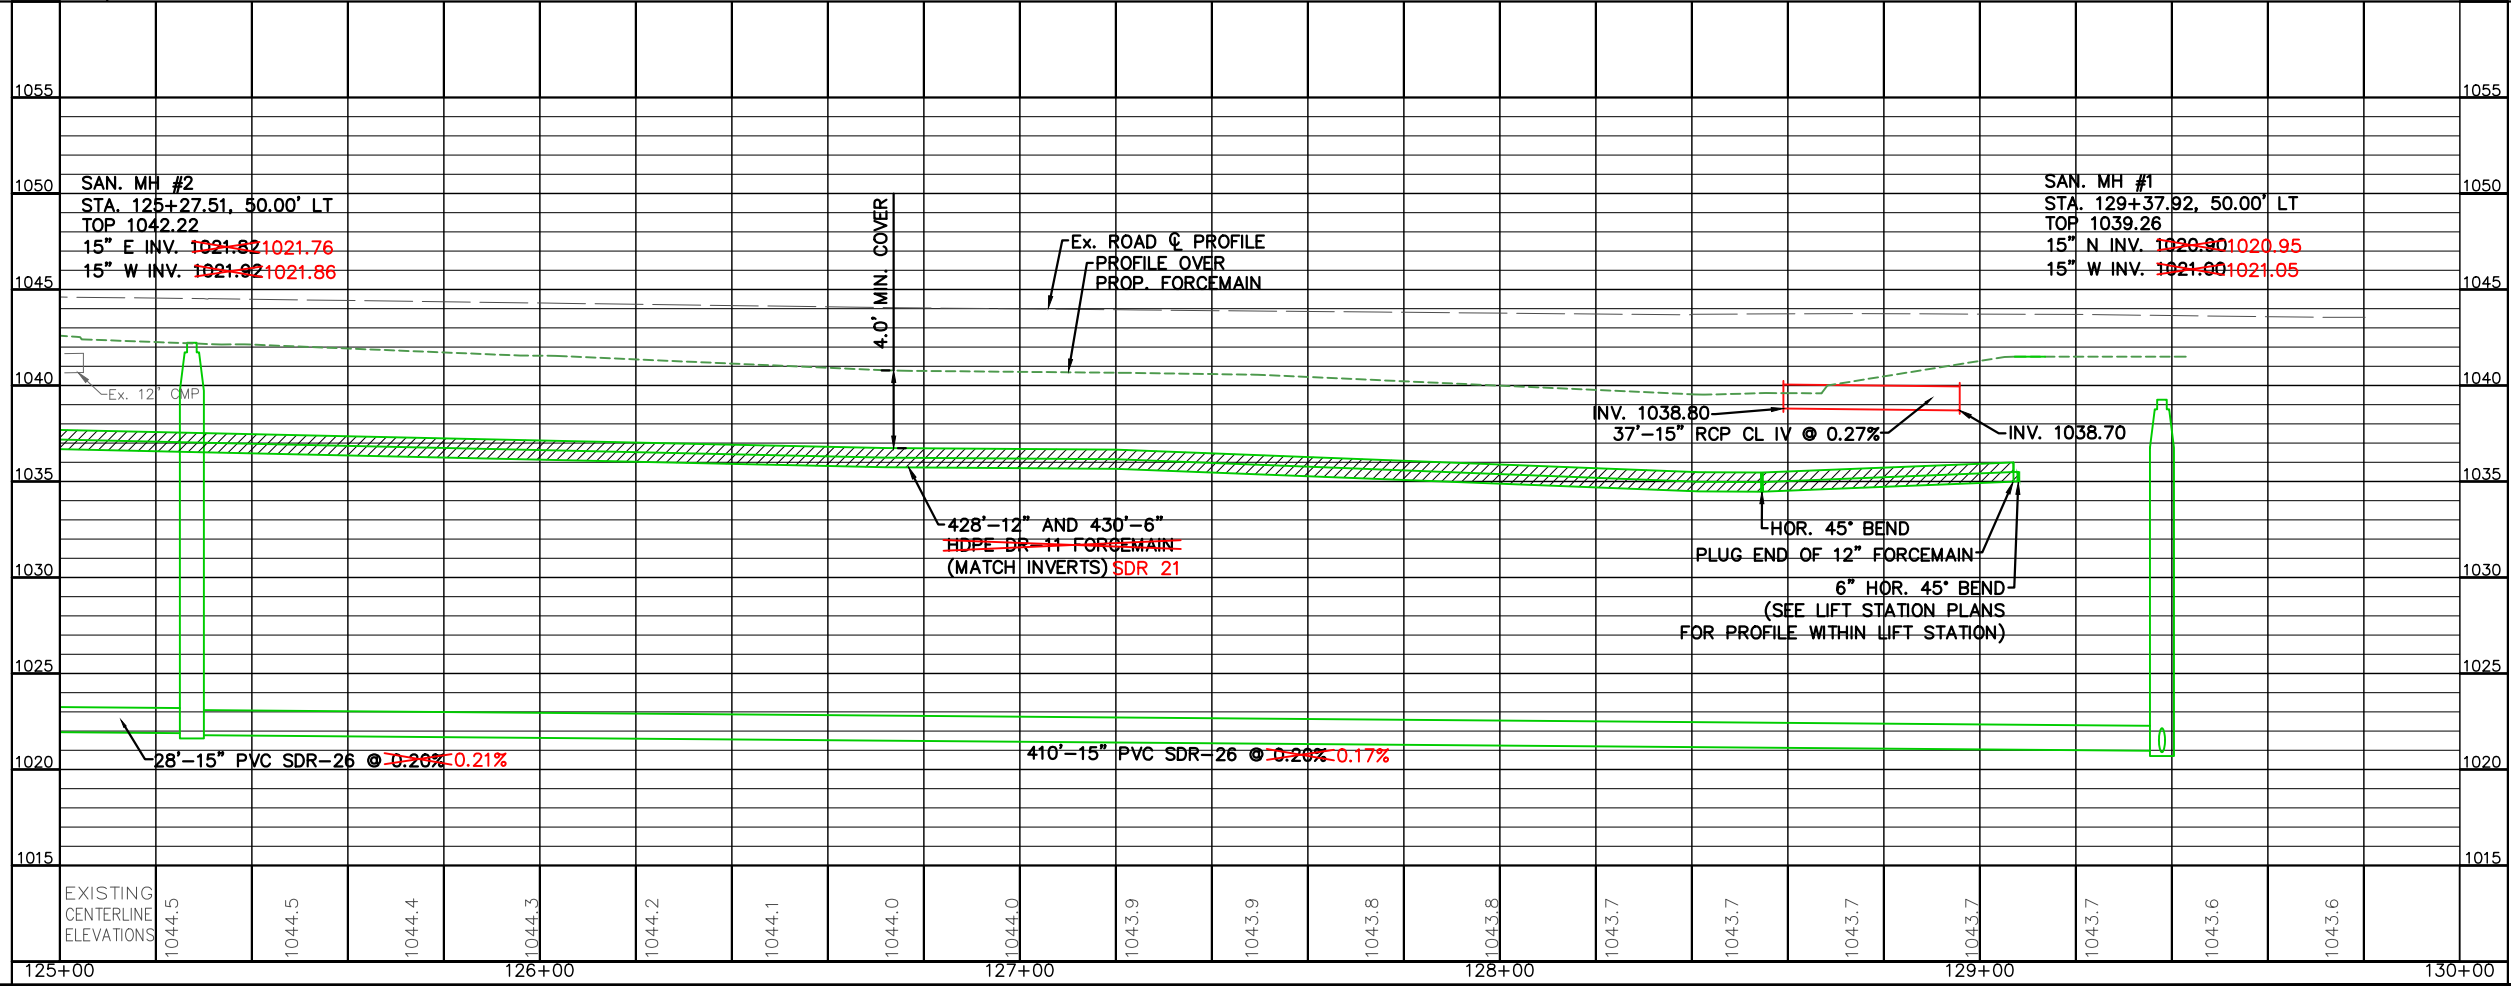 1055
1055
SAN. MH #2
STA. 125+27.51, 50.00' LT
TOP 1042.22
15" E INV. 1021.82 1021.76
15" W INV. 1021.92 1021.86
1050
1045
1040
1035
1030
1025
1020
1015
4.0' MIN. COVER
Ex. ROAD ℄ PROFILE
PROFILE OVER
PROP. FORCEMAIN
SAN. MH #1
STA. 129+37.92, 50.00' LT
TOP 1039.26
15" N INV. 1020.90 1020.95
15" W INV. 1021.00 1021.05
1050
1045
1040
1035
1030
1025
1020
1015
Ex. 12" CMP
INV. 1038.80
37'-15" RCP CL IV @ 0.27%
INV. 1038.70
428'-12" AND 430'-6"
HDPE DR-11 FORCEMAIN
(MATCH INVERTS) SDR 21
HOR. 45° BEND
PLUG END OF 12" FORCEMAIN
6" HOR. 45° BEND
(SEE LIFT STATION PLANS
FOR PROFILE WITHIN LIFT STATION)
28'-15" PVC SDR-26 @ 0.20% 0.21%
410'-15" PVC SDR-26 @ 0.20% 0.17%
EXISTING
CENTERLINE
ELEVATIONS
1044.5
1044.5
1044.4
1044.3
1044.2
1044.1
1044.0
1044.0
1043.9
1043.9
1043.8
1043.8
1043.7
1043.7
1043.7
1043.7
1043.7
1043.6
1043.6
125+00
126+00
127+00
128+00
129+00
130+00